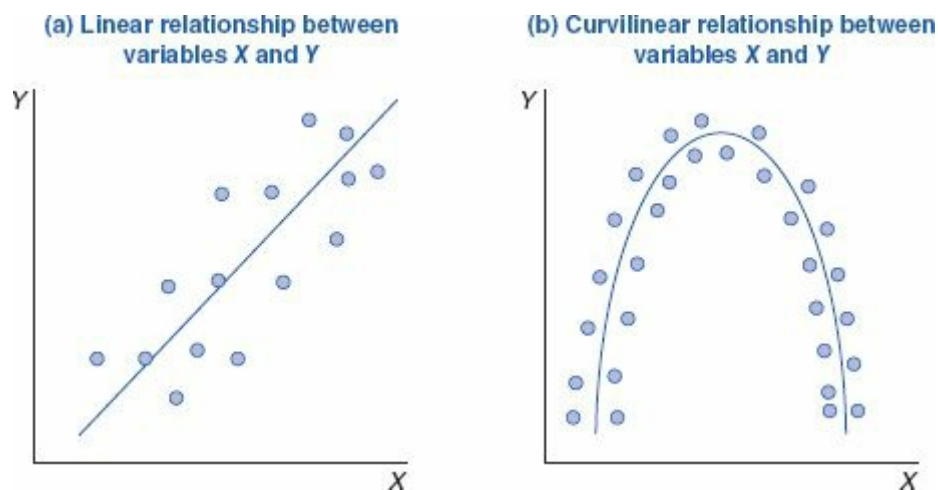 (a) Linear relationship between
variables X and Y
Y
X
(b) Curvilinear relationship between
variables X and Y
Y
X